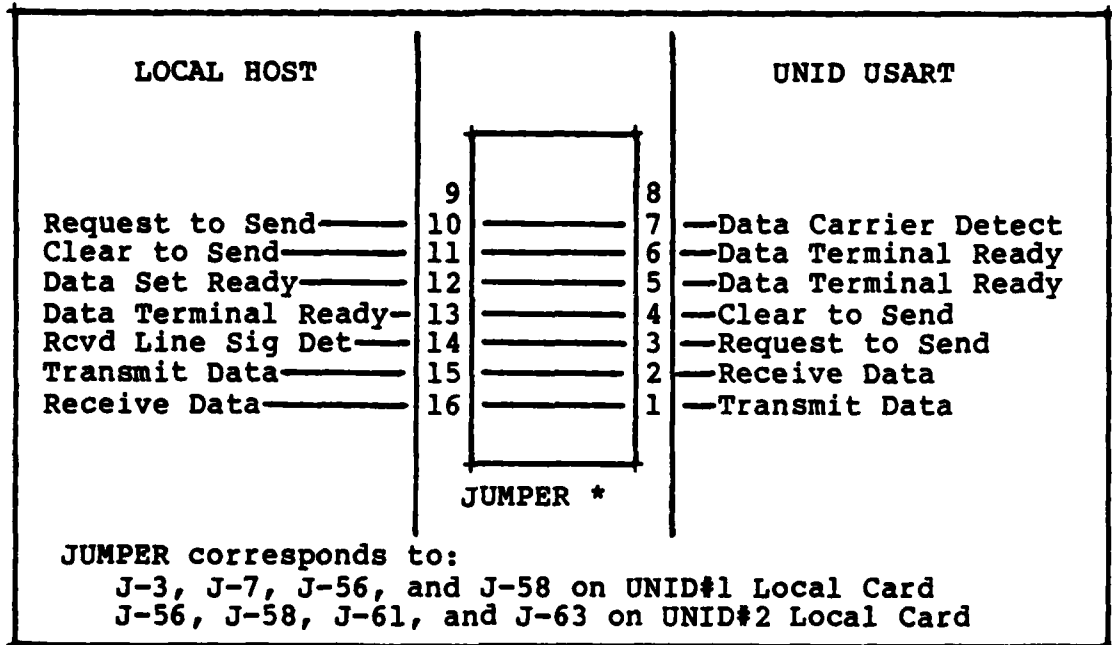 LOCAL HOST UNID USART
9 8
Request to Send 10 7 Data Carrier Detect
Clear to Send 11 6 Data Terminal Ready
Data Set Ready 12 5 Data Terminal Ready
Data Terminal Ready 13 4 Clear to Send
Rcvd Line Sig Det 14 3 Request to Send
Transmit Data 15 2 Receive Data
Receive Data 16 1 Transmit Data
JUMPER *
JUMPER corresponds to:
J-3, J-7, J-56, and J-58 on UNID#1 Local Card
J-56, J-58, J-61, and J-63 on UNID#2 Local Card